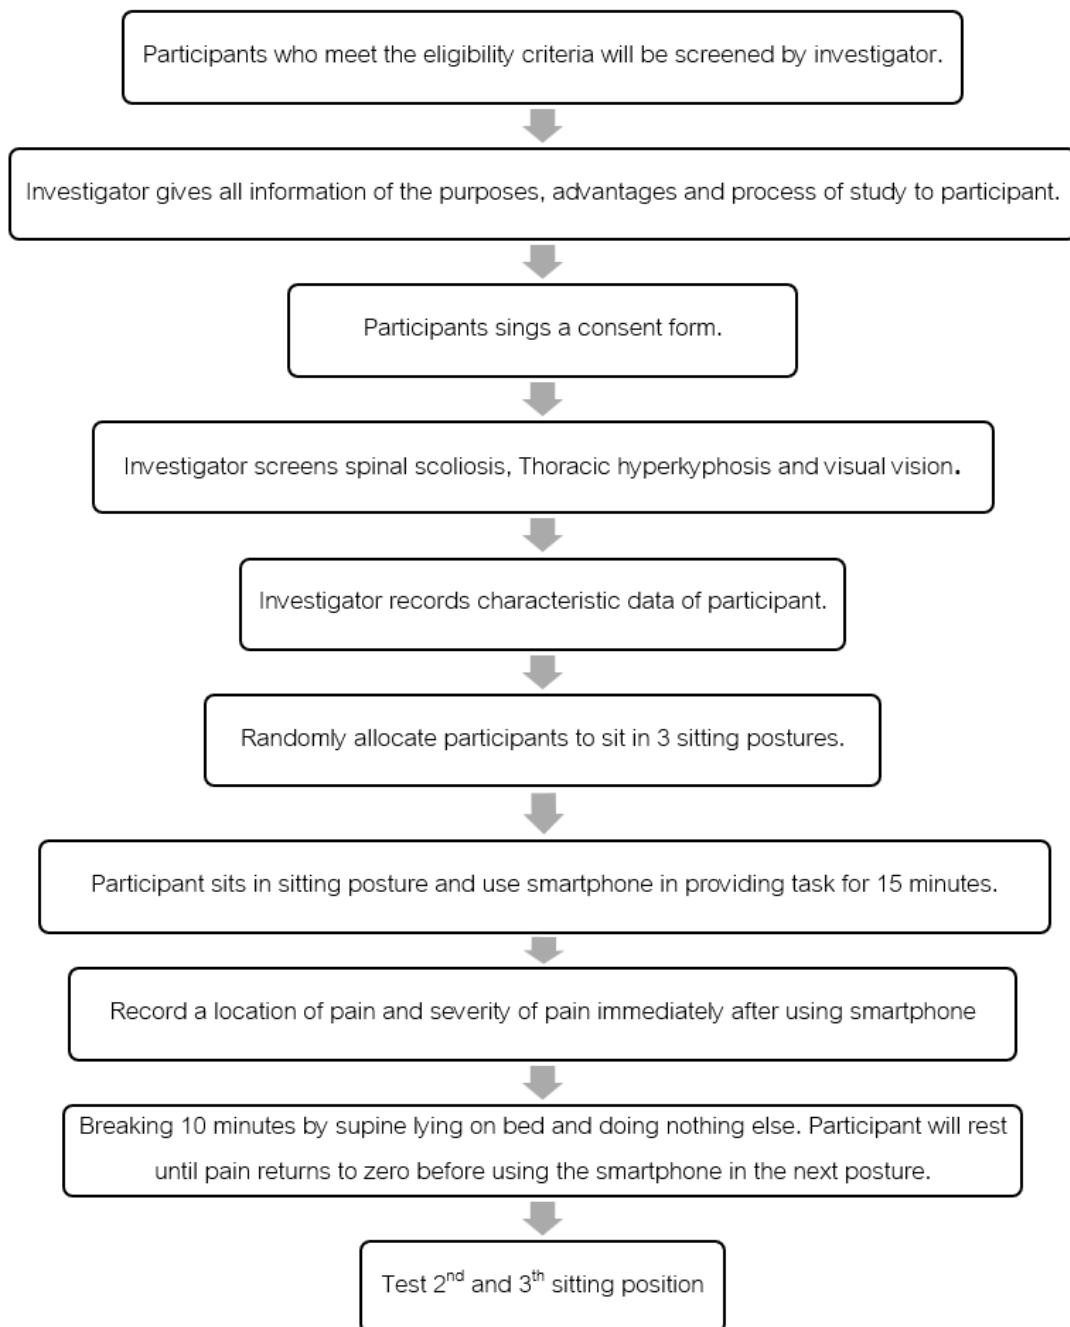 Participants who meet the eligibility criteria will be screened by investigator.
Investigator gives all information of the purposes, advantages and process of study to participant.
Participants sings a consent form.
Investigator screens spinal scoliosis, Thoracic hyperkyphosis and visual vision.
Investigator records characteristic data of participant.
Randomly allocate participants to sit in 3 sitting postures.
Participant sits in sitting posture and use smartphone in providing task for 15 minutes.
Record a location of pain and severity of pain immediately after using smartphone
Breaking 10 minutes by supine lying on bed and doing nothing else. Participant will rest
until pain returns to zero before using the smartphone in the next posture.
Test 2nd and 3th sitting position